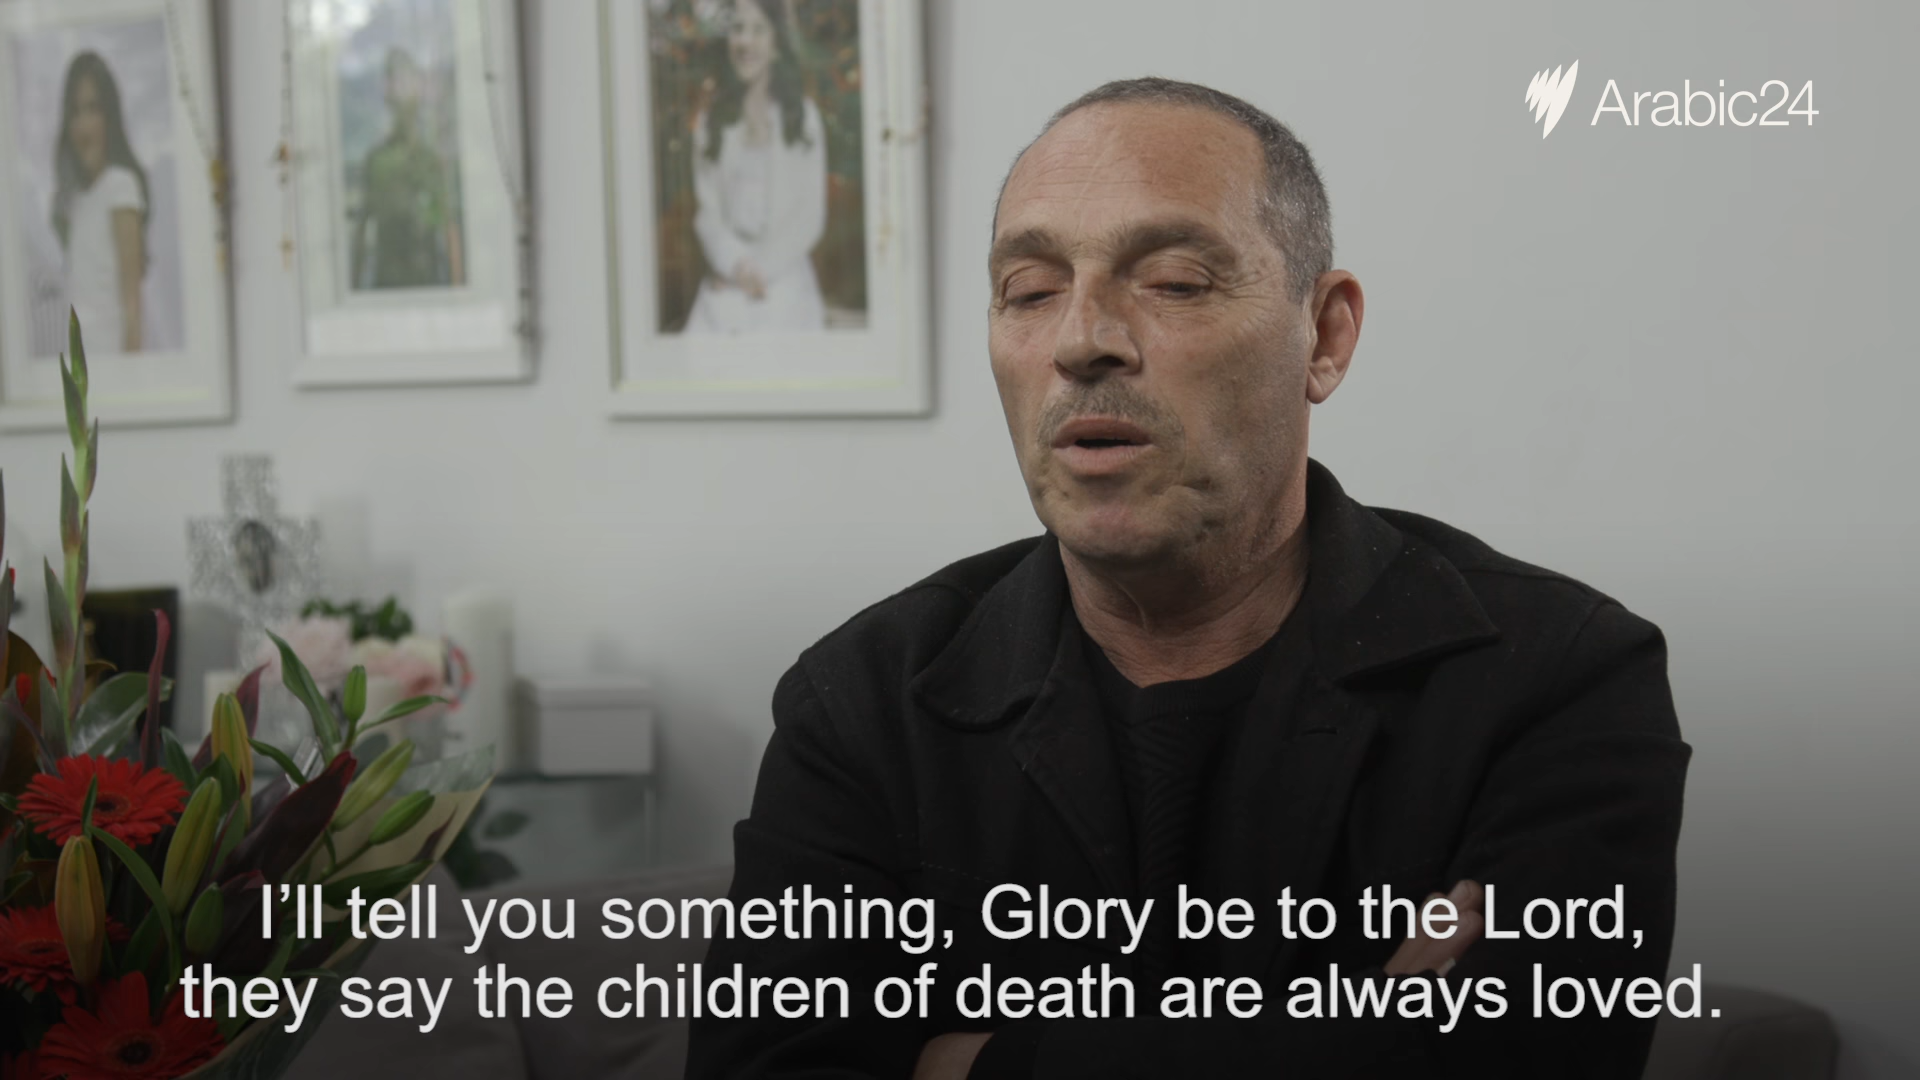 Arabic24
I’ll tell you something, Glory be to the Lord,
they say the children of death are always loved.